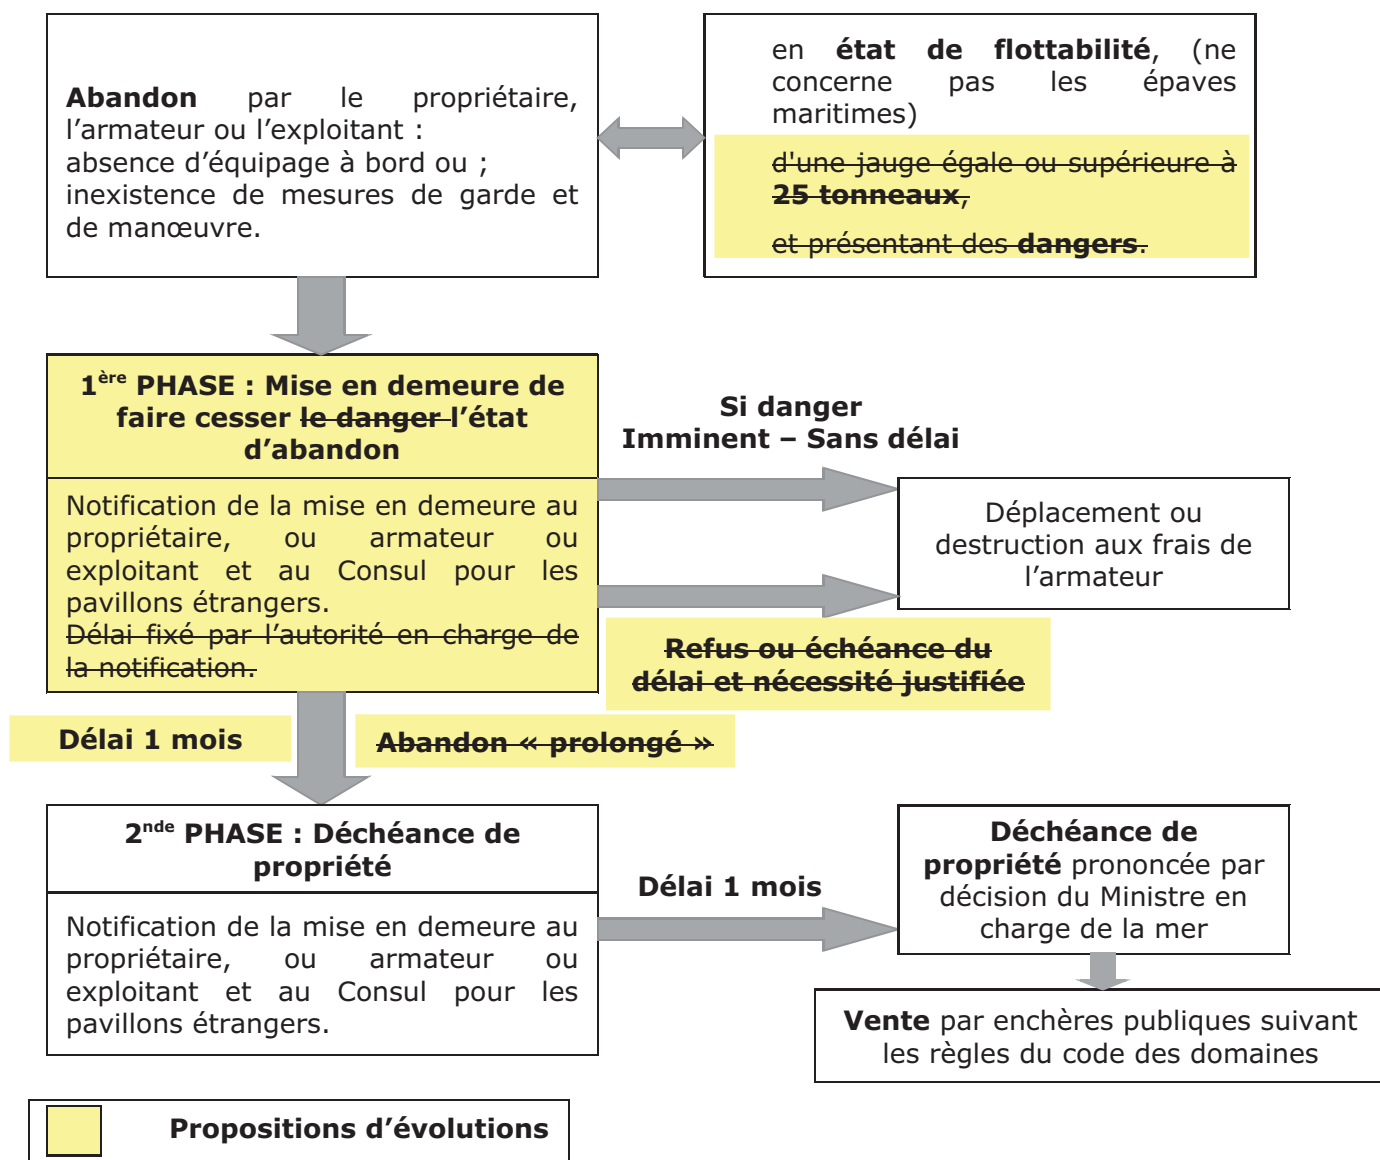 Abandon par le propriétaire,
l’armateur ou l’exploitant :
absence d’équipage à bord ou ;
inexistence de mesures de garde et
de manœuvre.
en état de flottabilité, (ne
concerne pas les épaves
maritimes)
d'une jauge égale ou supérieure à
25 tonneaux,
et présentant des dangers.
1ère PHASE : Mise en demeure de
faire cesser le danger l’état
d’abandon
Notification de la mise en demeure au
propriétaire, ou armateur ou
exploitant et au Consul pour les
pavillons étrangers.
Délai fixé par l’autorité en charge de
la notification.
Si danger
Imminent – Sans délai
Déplacement ou
destruction aux frais de
l’armateur
Refus ou échéance du
délai et nécessité justifiée
Délai 1 mois
Abandon « prolongé »
2nde PHASE : Déchéance de
propriété
Notification de la mise en demeure au
propriétaire, ou armateur ou
exploitant et au Consul pour les
pavillons étrangers.
Délai 1 mois
Déchéance de
propriété prononcée par
décision du Ministre en
charge de la mer
Vente par enchères publiques suivant
les règles du code des domaines
Propositions d’évolutions